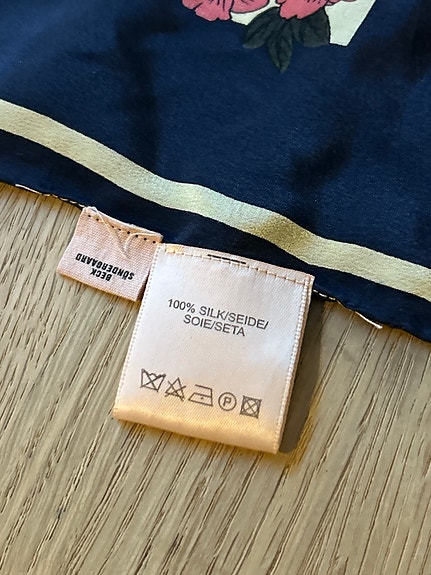 BECK
SÖNDERGAARD
100% SILK/SEIDE/
SOIE/SETA
P